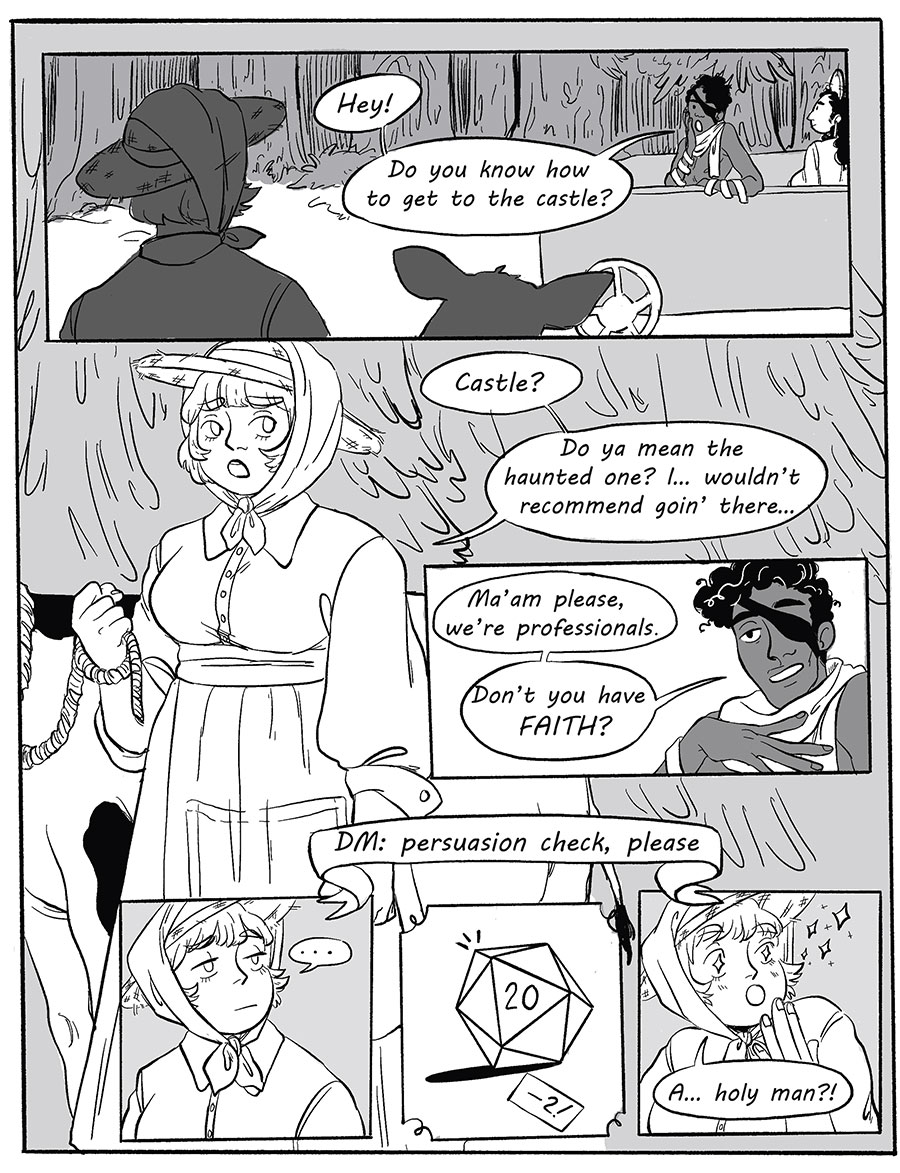 Hey!
Do you know how
to get to the castle?
Castle?
Do ya mean the
haunted one? I... wouldn't
recommend goin' there...
Ma'am please,
we're professionals.
Don't you have
FAITH?
DM: persuasion check, please
...
20
-2!
A... holy man?!